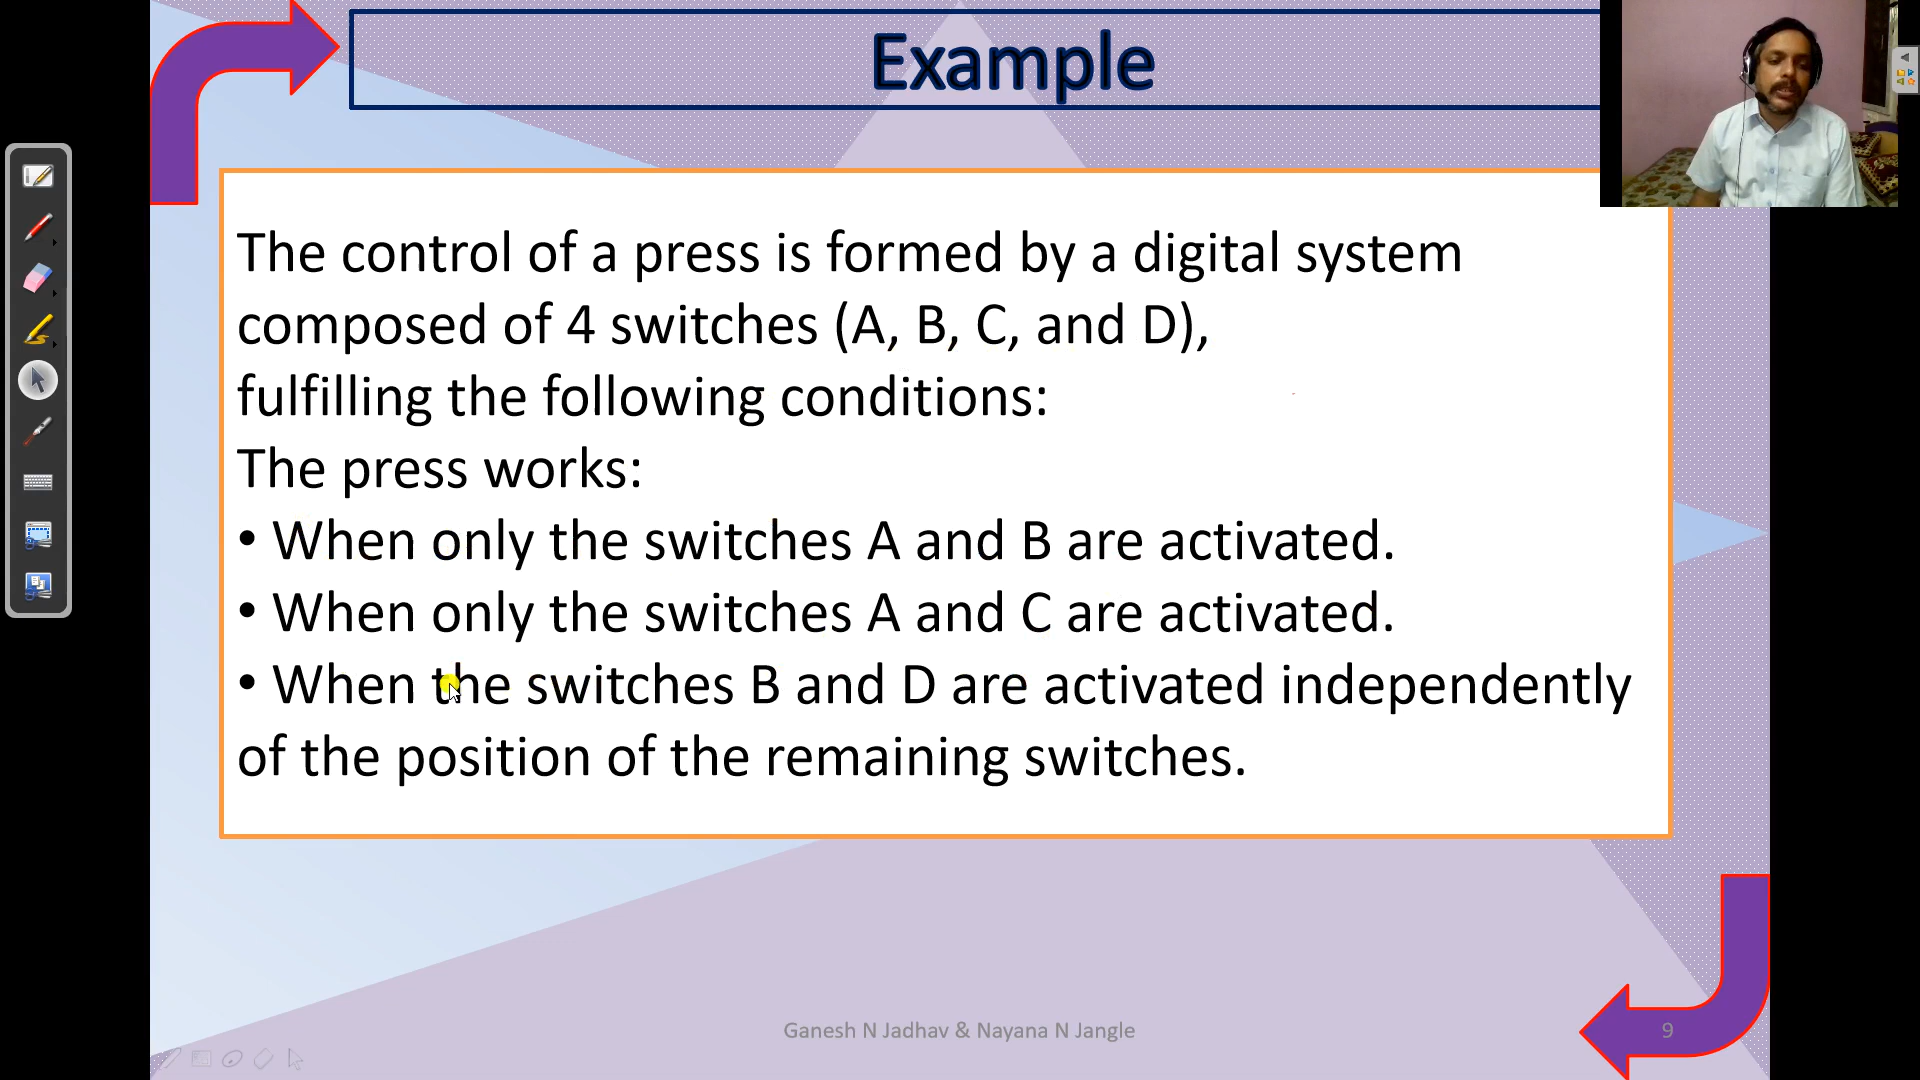 Example
The control of a press is formed by a digital system
composed of 4 switches (A, B, C, and D),
fulfilling the following conditions:
The press works:
• When only the switches A and B are activated.
• When only the switches A and C are activated.
• When the switches B and D are activated independently
of the position of the remaining switches.
Ganesh N Jadhav & Nayana N Jangle
9